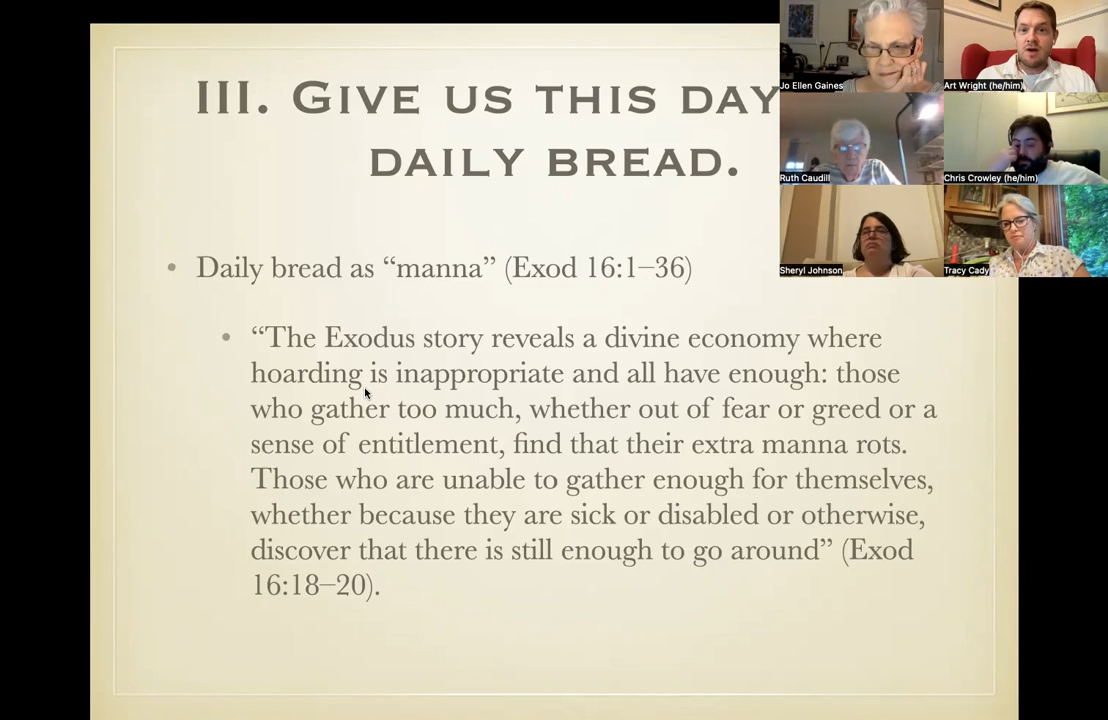 III. Give us this day
daily bread.
• Daily bread as “manna” (Exod 16:1–36)
• “The Exodus story reveals a divine economy where
hoarding is inappropriate and all have enough: those
who gather too much, whether out of fear or greed or a
sense of entitlement, find that their extra manna rots.
Those who are unable to gather enough for themselves,
whether because they are sick or disabled or otherwise,
discover that there is still enough to go around” (Exod
16:18–20).
Jo Ellen Gaines
Art Wright (he/him)
Ruth Caudill
Chris Crowley (he/him)
Sheryl Johnson
Tracy Cady